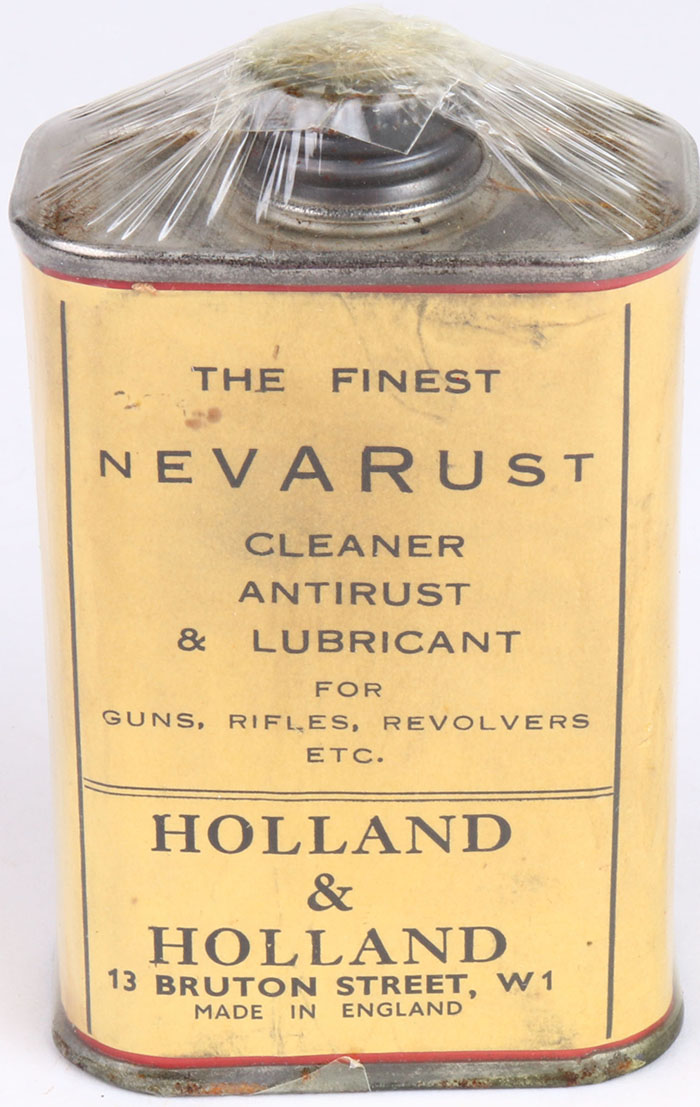 THE FINEST
NEVARUST
CLEANER
ANTIRUST
& LUBRICANT
FOR
GUNS, RIFLES, REVOLVERS
ETC.
HOLLAND
&
HOLLAND
13 BRUTON STREET, W1
MADE IN ENGLAND